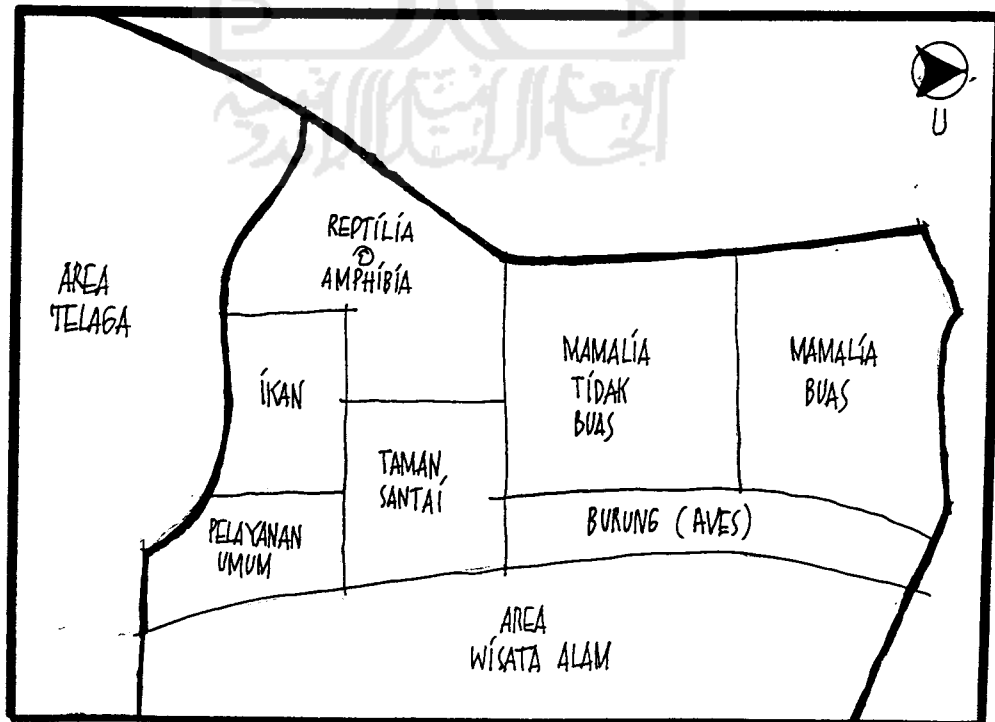 U
REPTILIA
&
AMPHIBIA
AREA
TELAGA
IKAN
MAMALIA
TIDAK
BUAS
MAMALIA
BUAS
TAMAN
SANTAI
PELAYANAN
UMUM
BURUNG (AVES)
AREA
WISATA ALAM